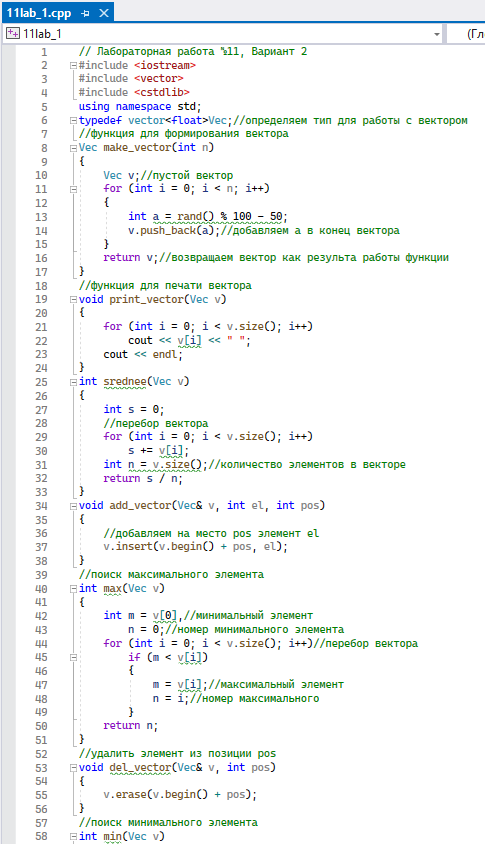 11lab_1.cpp
11lab_1 (Гло
1 // Лабораторная работа №11, Вариант 2
2 #include <iostream>
3 #include <vector>
4 #include <cstdlib>
5 using namespace std;
6 typedef vector<float>Vec;//определяем тип для работы с вектором
7 //функция для формирования вектора
8 Vec make_vector(int n)
9 {
10 Vec v;//пустой вектор
11 for (int i = 0; i < n; i++)
12 {
13 int a = rand() % 100 - 50;
14 v.push_back(a);//добавляем a в конец вектора
15 }
16 return v;//возвращаем вектор как результа работы функции
17 }
18 //функция для печати вектора
19 void print_vector(Vec v)
20 {
21 for (int i = 0; i < v.size(); i++)
22 cout << v[i] << " ";
23 cout << endl;
24 }
25 int srednee(Vec v)
26 {
27 int s = 0;
28 //перебор вектора
29 for (int i = 0; i < v.size(); i++)
30 s += v[i];
31 int n = v.size();//количество элементов в векторе
32 return s / n;
33 }
34 void add_vector(Vec& v, int el, int pos)
35 {
36 //добавляем на место pos элемент el
37 v.insert(v.begin() + pos, el);
38 }
39 //поиск максимального элемента
40 int max(Vec v)
41 {
42 int m = v[0],//минимальный элемент
43 n = 0;//номер минимального элемента
44 for (int i = 0; i < v.size(); i++)//перебор вектора
45 if (m < v[i])
46 {
47 m = v[i];//максимальный элемент
48 n = i;//номер максимального
49 }
50 return n;
51 }
52 //удалить элемент из позиции pos
53 void del_vector(Vec& v, int pos)
54 {
55 v.erase(v.begin() + pos);
56 }
57 //поиск минимального элемента
58 int min(Vec v)